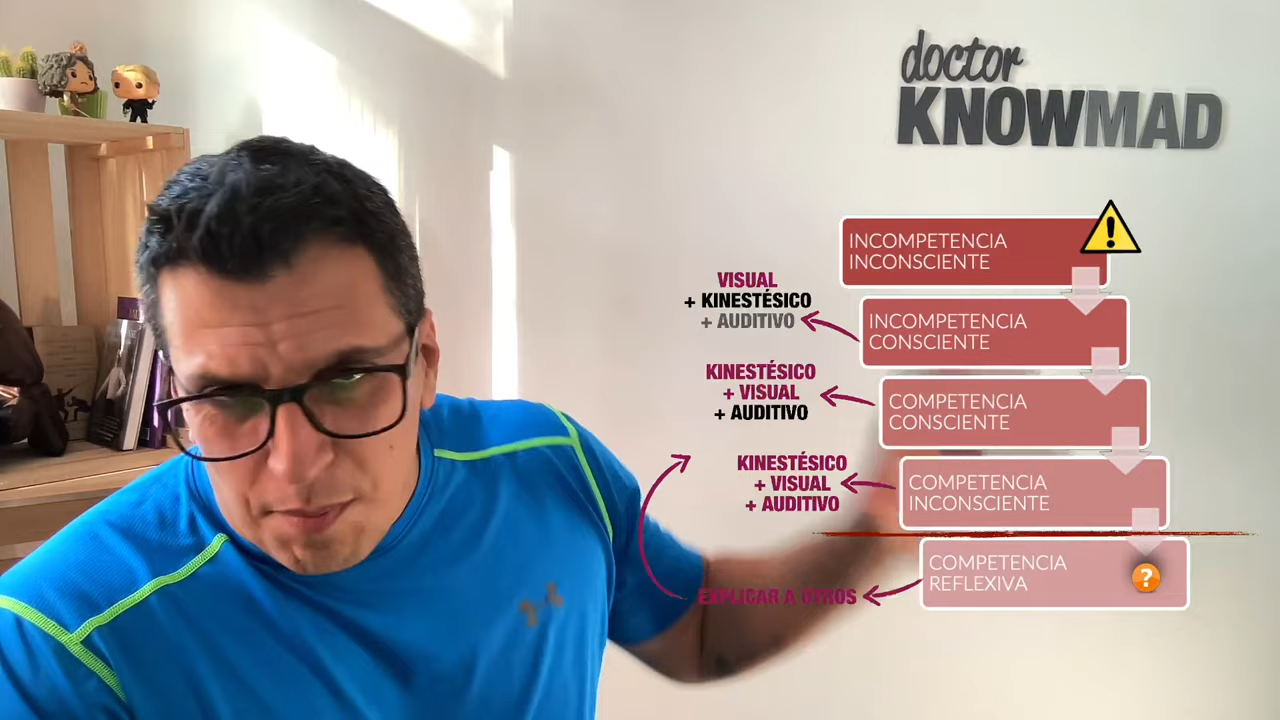 doctor
KNOWMAD
INCOMPETENCIA
INCONSCIENTE
VISUAL
+ KINESTÉSICO
+ AUDITIVO
INCOMPETENCIA
CONSCIENTE
KINESTÉSICO
+ VISUAL
+ AUDITIVO
COMPETENCIA
CONSCIENTE
KINESTÉSICO
+ VISUAL
+ AUDITIVO
COMPETENCIA
INCONSCIENTE
EXPLICAR A OTROS
COMPETENCIA
REFLEXIVA
?